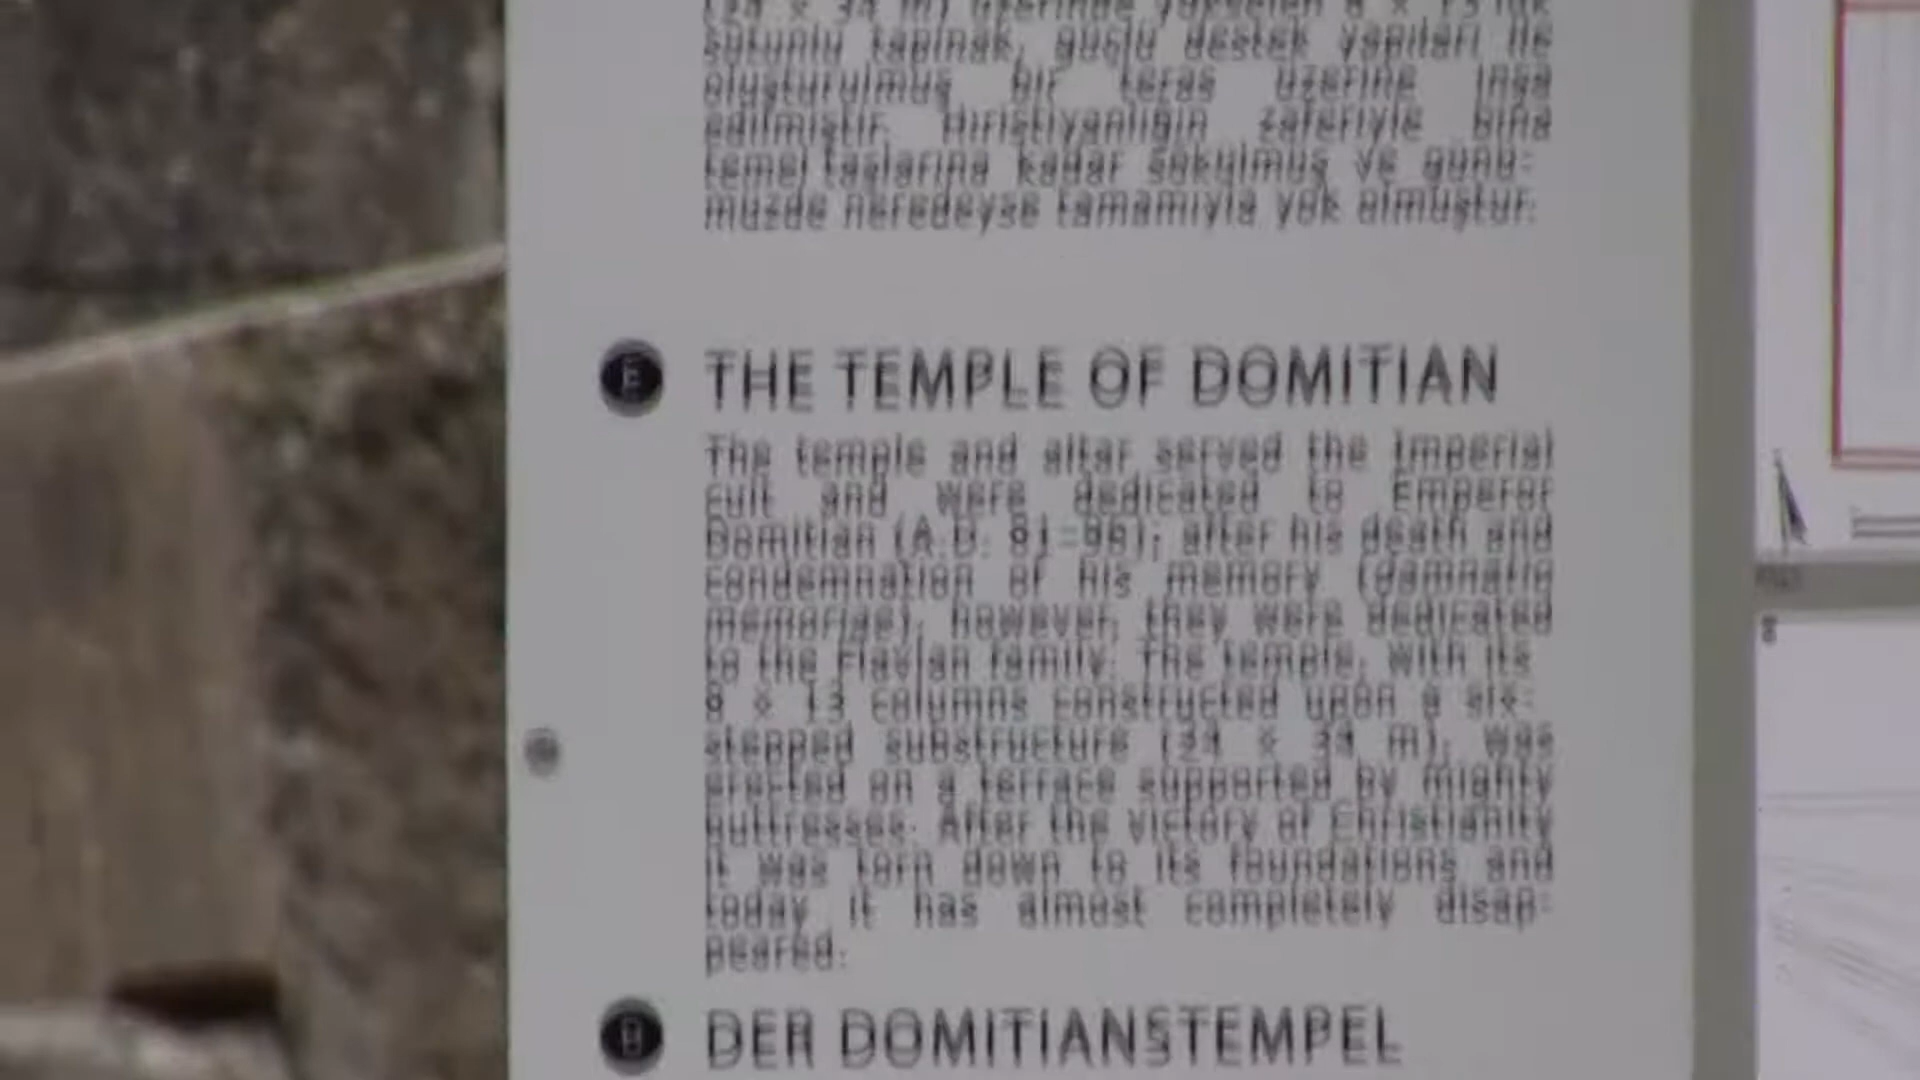 (24 x 34 m) üzerinde yükselen 8 x 13'lük
sütunlu tapınak, güçlü destek yapıları ile
oluşturulmuş bir teras üzerine inşa
edilmiştir. Hıristiyanlığın zaferiyle bina
temel taşlarına kadar sökülmüş ve günü-
müzde neredeyse tamamıyla yok olmuştur.
E THE TEMPLE OF DOMITIAN
The temple and altar served the Imperial
cult and were dedicated to Emperor
Domitian (A.D. 81-96); after his death and
condemnation of his memory (damnatio
memoriae), however, they were dedicated
to the Flavian family. The temple, with its
8 x 13 columns constructed upon a six-
stepped substructure (24 x 34 m), was
erected on a terrace supported by mighty
buttresses. After the victory of Christianity
it was torn down to its foundations and
today it has almost completely disap-
peared.
D DER DOMITIANSTEMPEL